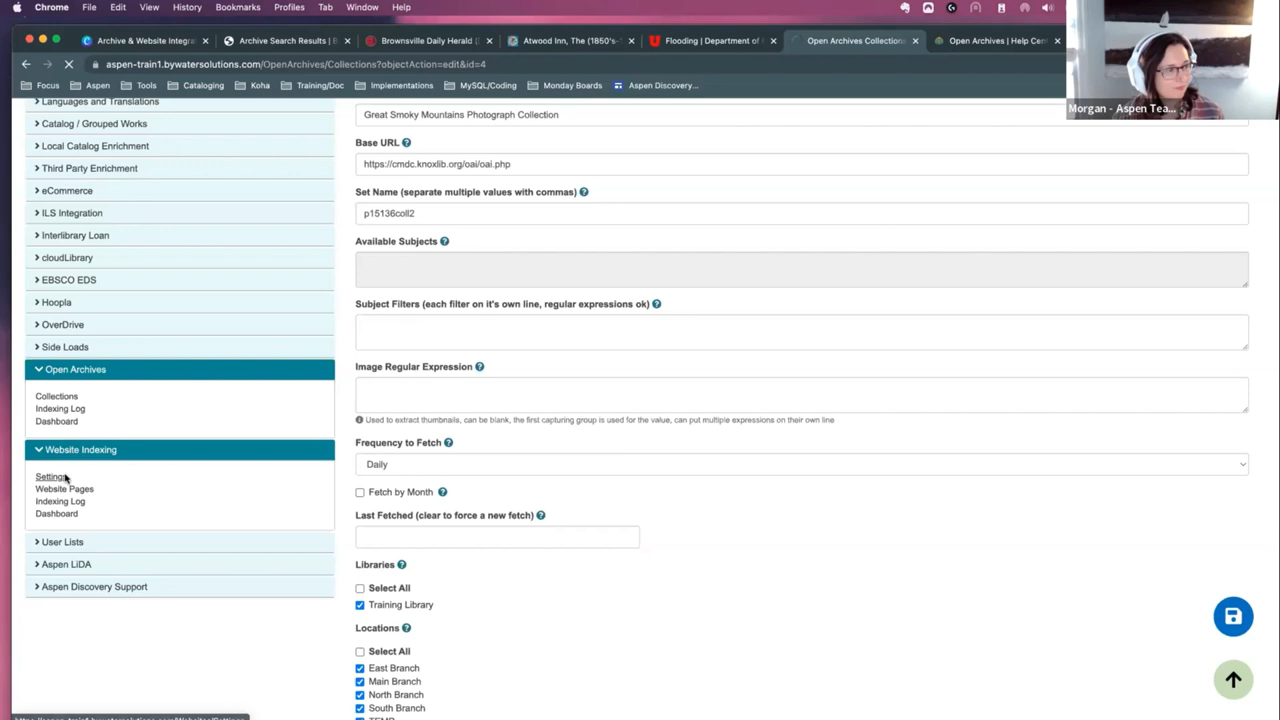 Chrome File Edit View History Bookmarks Profiles Tab Window Help
Archive & Website Integra × Archive Search Results | B × Brownsville Daily Herald ( × Atwood Inn, The (1850's- × Flooding | Department of × Open Archives Collections × Open Archives | Help Cen ×
aspen-train1.bywatersolutions.com/OpenArchives/Collections?objectAction=edit&id=4
Focus Aspen Tools Cataloging Koha Training/Doc Implementations MySQL/Coding Monday Boards Aspen Discovery...
Morgan - Aspen Tea...
Languages and Translations
Catalog / Grouped Works
Local Catalog Enrichment
Third Party Enrichment
eCommerce
ILS Integration
Interlibrary Loan
cloudLibrary
EBSCO EDS
Hoopla
OverDrive
Side Loads
Open Archives
Collections
Indexing Log
Dashboard
Website Indexing
Settings
Website Pages
Indexing Log
Dashboard
User Lists
Aspen LiDA
Aspen Discovery Support
Great Smoky Mountains Photograph Collection
Base URL
https://cmdc.knoxlib.org/oai/oai.php
Set Name (separate multiple values with commas)
p15136coll2
Available Subjects
Subject Filters (each filter on it's own line, regular expressions ok)
Image Regular Expression
Used to extract thumbnails, can be blank, the first capturing group is used for the value, can put multiple expressions on their own line
Frequency to Fetch
Daily
Fetch by Month
Last Fetched (clear to force a new fetch)
Libraries
Select All
Training Library
Locations
Select All
East Branch
Main Branch
North Branch
South Branch